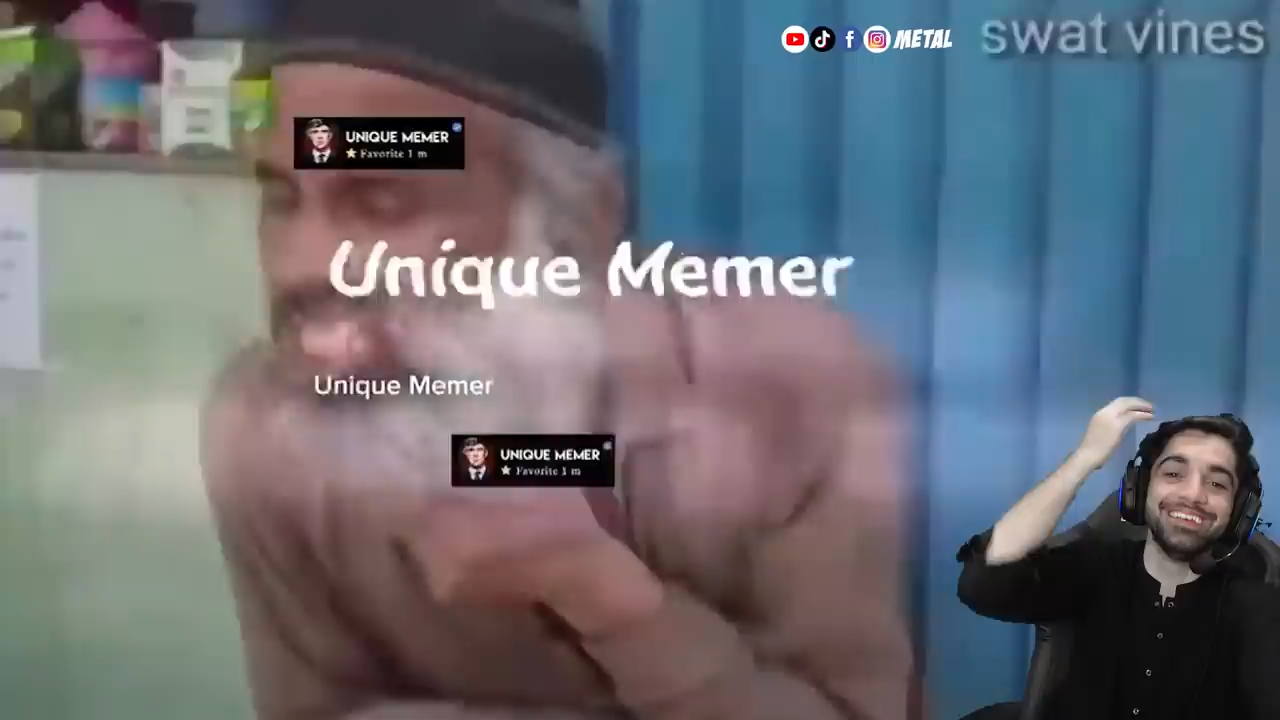 METAL
swat vines
UNIQUE MEMER
Favorite 1 m
Unique Memer
Unique Memer
UNIQUE MEMER
Favorite 1 m